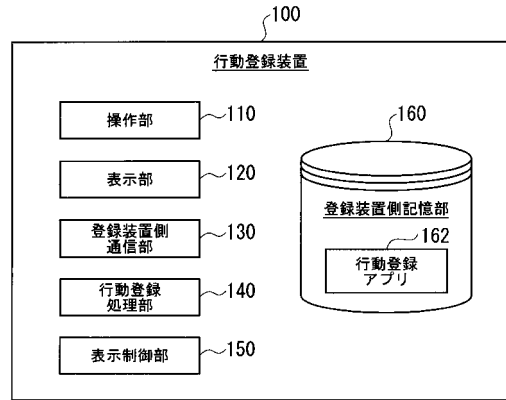 100
行動登録装置
操作部
110
表示部
120
登録装置側
通信部
130
行動登録
処理部
140
表示制御部
150
160
登録装置側記憶部
162
行動登録
アプリ